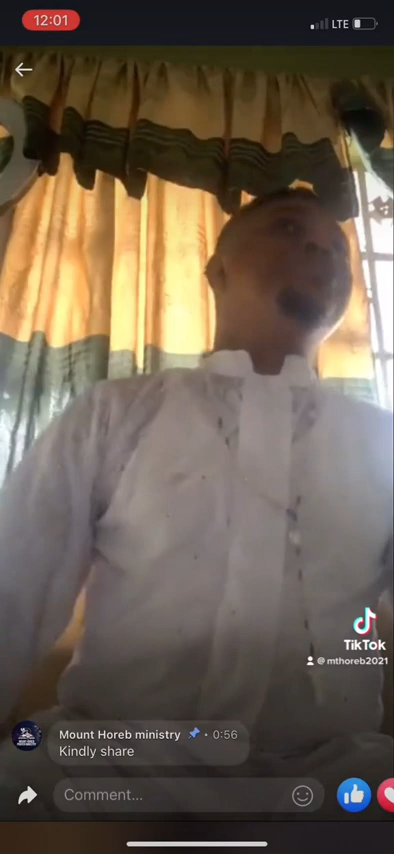 12:01
LTE
TikTok
@mthoreb2021
Mount Horeb ministry · 0:56
Kindly share
Comment...